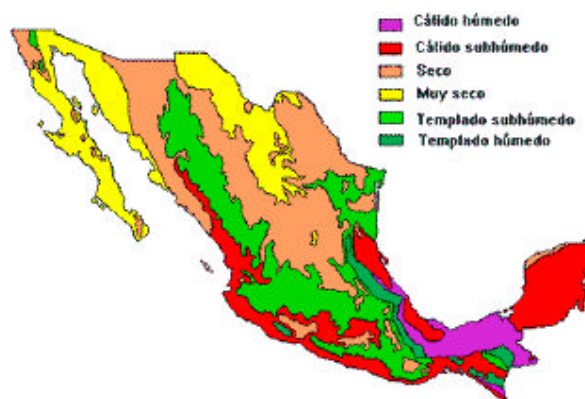 Cálido húmedo
Cálido subhúmedo
Seco
Muy seco
Templado subhúmedo
Templado húmedo